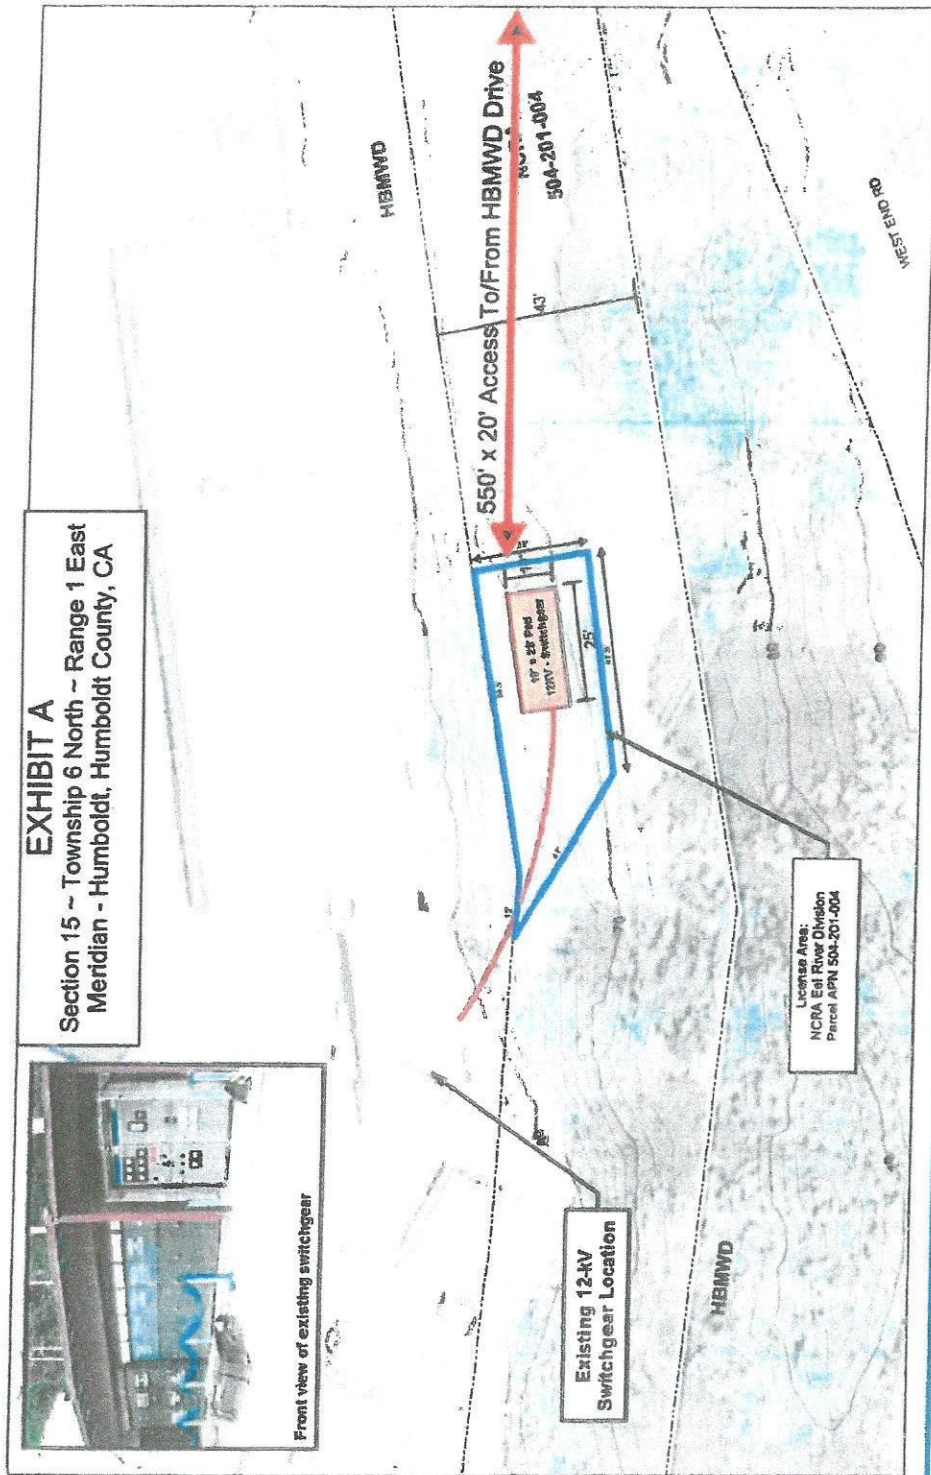 EXHIBIT A
Section 15 ~ Township 6 North ~ Range 1 East
Meridian - Humboldt, Humboldt County, CA
Front view of existing switchgear
HBMWD
550' x 20' Access To/From HBMWD Drive
504-201-004
43'
WEST END RD
12KV - Switchgear
25'
Existing 12-kV
Switchgear Location
HBMWD
License Area:
NCRA Eel River Division
Parcel APN 504-201-004